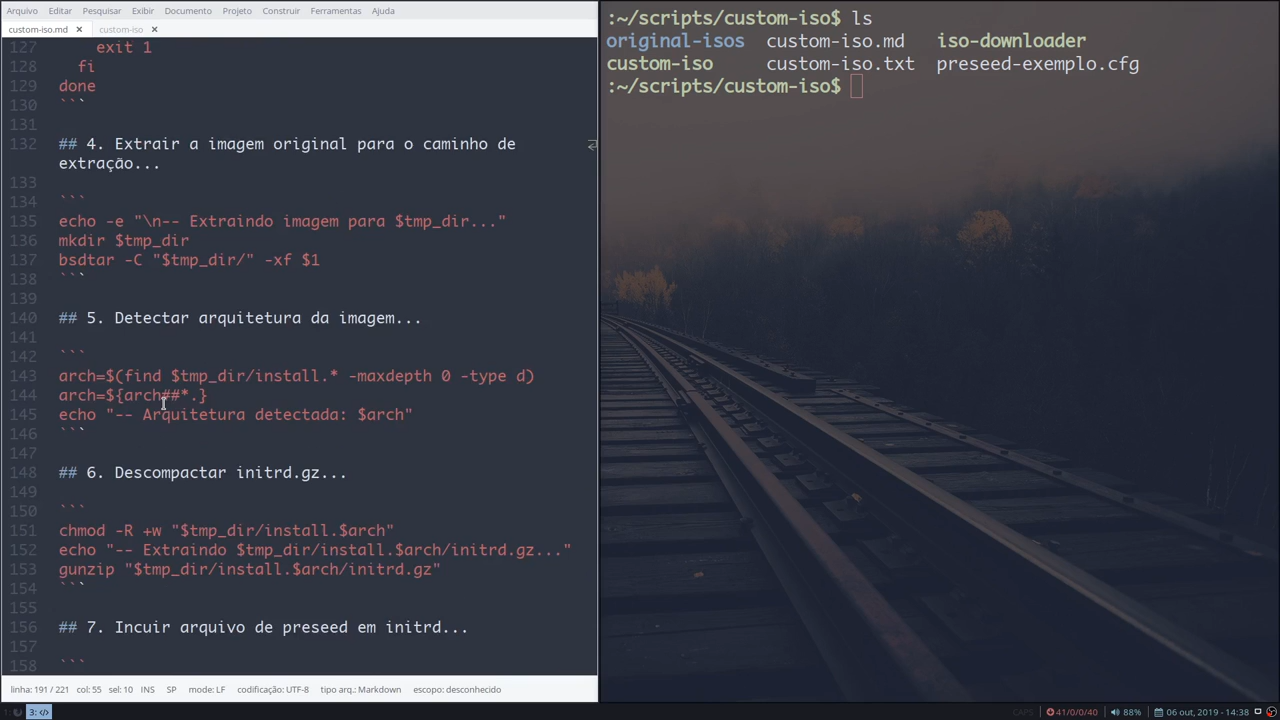 Arquivo Editar Pesquisar Exibir Documento Projeto Construir Ferramentas Ajuda
custom-iso.md × custom-iso ×
127 exit 1
128 fi
129 done
130 ```
131
132 ## 4. Extrair a imagem original para o caminho de
extração...
133
134 ```
135 echo -e "\n-- Extraindo imagem para $tmp_dir..."
136 mkdir $tmp_dir
137 bsdtar -C "$tmp_dir/" -xf $1
138 ```
139
140 ## 5. Detectar arquitetura da imagem...
141
142 ```
143 arch=$(find $tmp_dir/install.* -maxdepth 0 -type d)
144 arch=${arch##*.}
145 echo "-- Arquitetura detectada: $arch"
146 ```
147
148 ## 6. Descompactar initrd.gz...
149
150 ```
151 chmod -R +w "$tmp_dir/install.$arch"
152 echo "-- Extraindo $tmp_dir/install.$arch/initrd.gz..."
153 gunzip "$tmp_dir/install.$arch/initrd.gz"
154 ```
155
156 ## 7. Incuir arquivo de preseed em initrd...
157
158 ```
linha: 191 / 221 col: 55 sel: 10 INS SP mode: LF codificação: UTF-8 tipo arq.: Markdown escopo: desconhecido
:~/scripts/custom-iso$ ls
original-isos custom-iso.md iso-downloader
custom-iso custom-iso.txt preseed-exemplo.cfg
:~/scripts/custom-iso$
1: 3: </> CAPS 41/0/0/40 88% 06 out, 2019 - 14:38